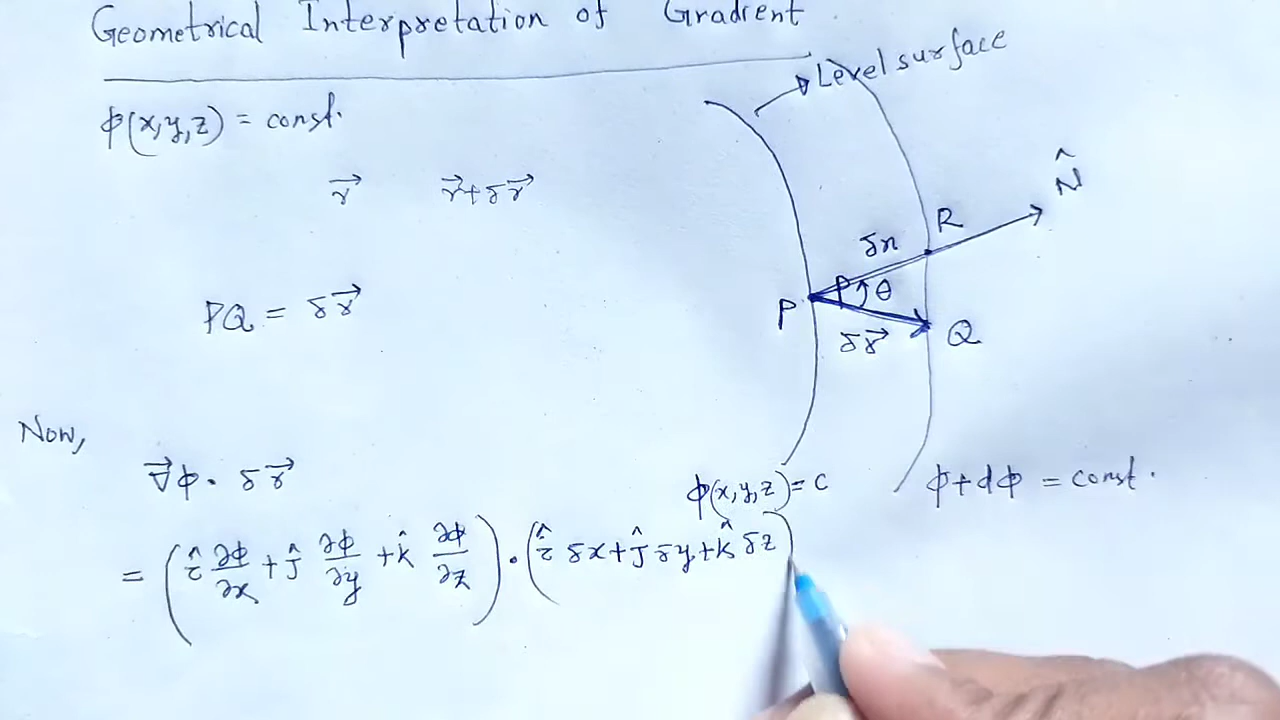 Geometrical Interpretation of Gradient
Level surface
ϕ(x,y,z) = const.
r⃗    r⃗+δr⃗
N̂
R
δn
PQ = δr⃗
θ
P
Q
δr⃗
Now,
∇⃗ϕ · δr⃗
ϕ(x,y,z) = c
ϕ+dϕ = const.
= (î ∂ϕ/∂x + ĵ ∂ϕ/∂y + k̂ ∂ϕ/∂z) · (î δx + ĵ δy + k̂ δz)